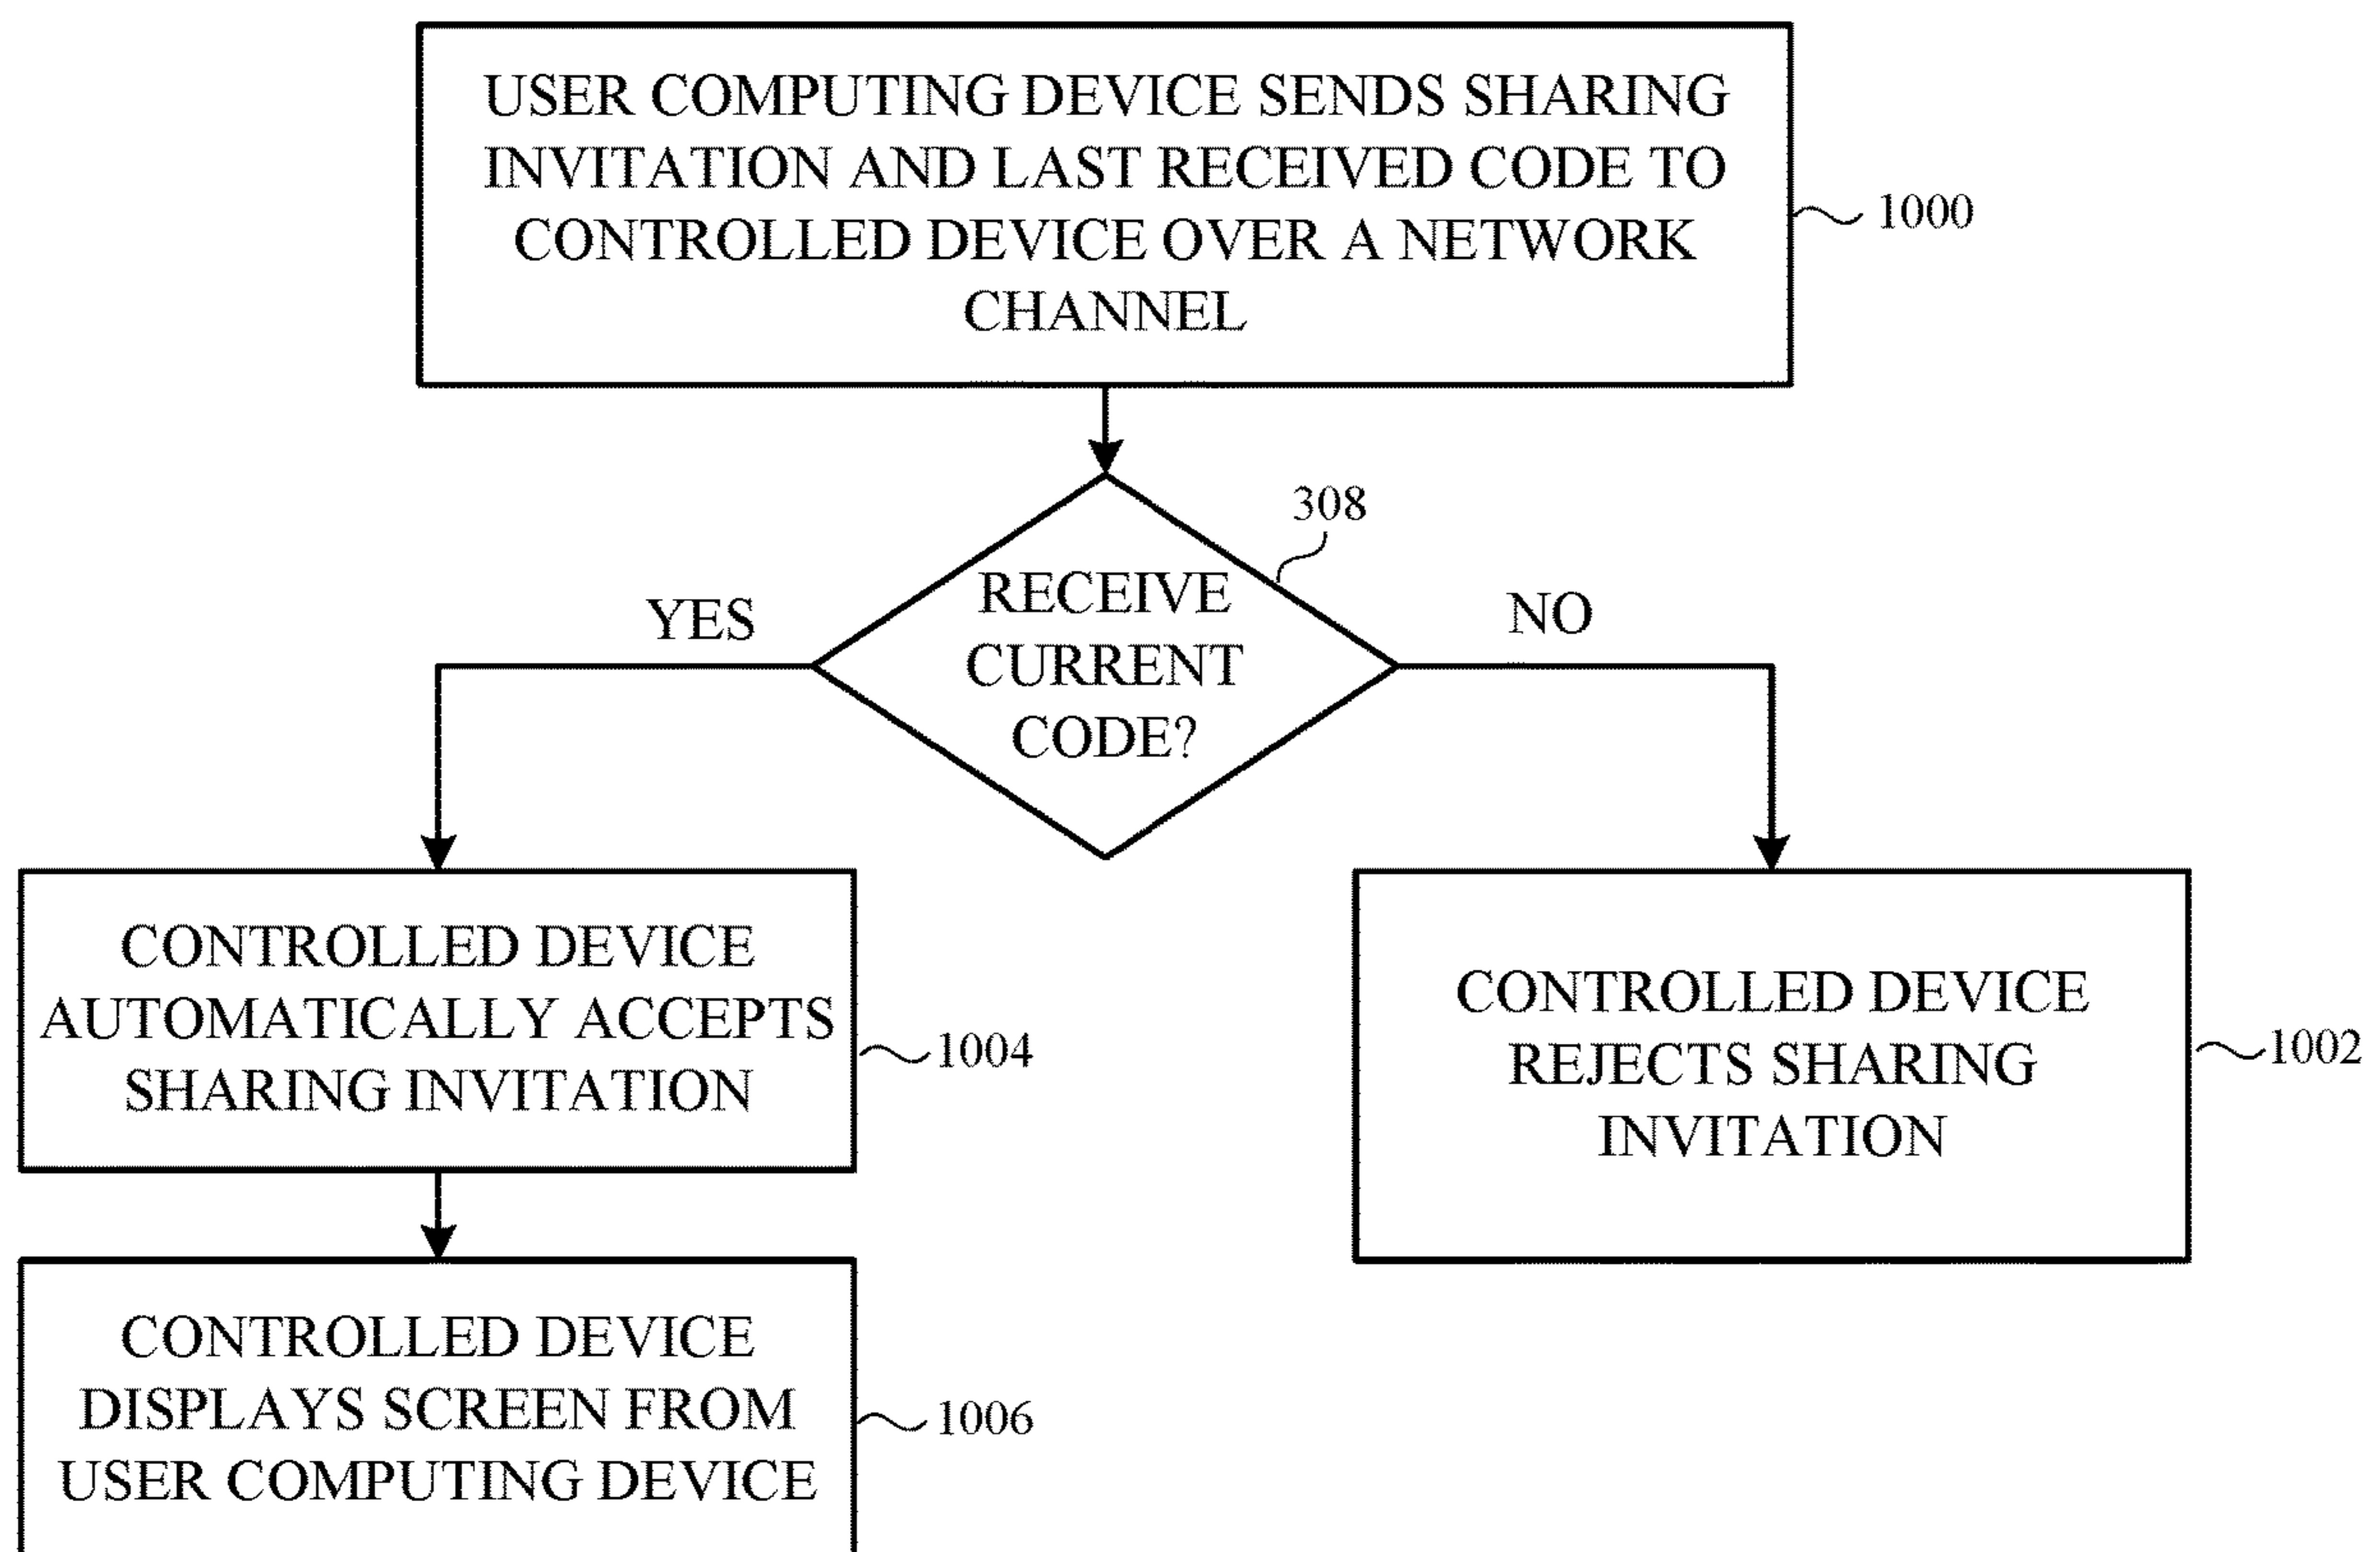 USER COMPUTING DEVICE SENDS SHARING
INVITATION AND LAST RECEIVED CODE TO
CONTROLLED DEVICE OVER A NETWORK
CHANNEL
1000
308
RECEIVE
CURRENT
CODE?
YES
NO
CONTROLLED DEVICE
AUTOMATICALLY ACCEPTS
SHARING INVITATION
1004
CONTROLLED DEVICE
REJECTS SHARING
INVITATION
1002
CONTROLLED DEVICE
DISPLAYS SCREEN FROM
USER COMPUTING DEVICE
1006